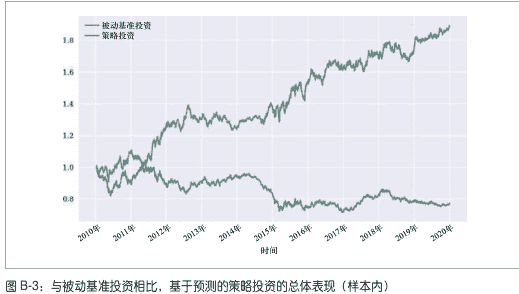 被动基准投资
策略投资
1.8
1.6
1.4
1.2
1.0
0.8
2010年 2011年 2012年 2013年 2014年 2015年 2016年 2017年 2018年 2019年 2020年
时间
图 B-3：与被动基准投资相比，基于预测的策略投资的总体表现（样本内）